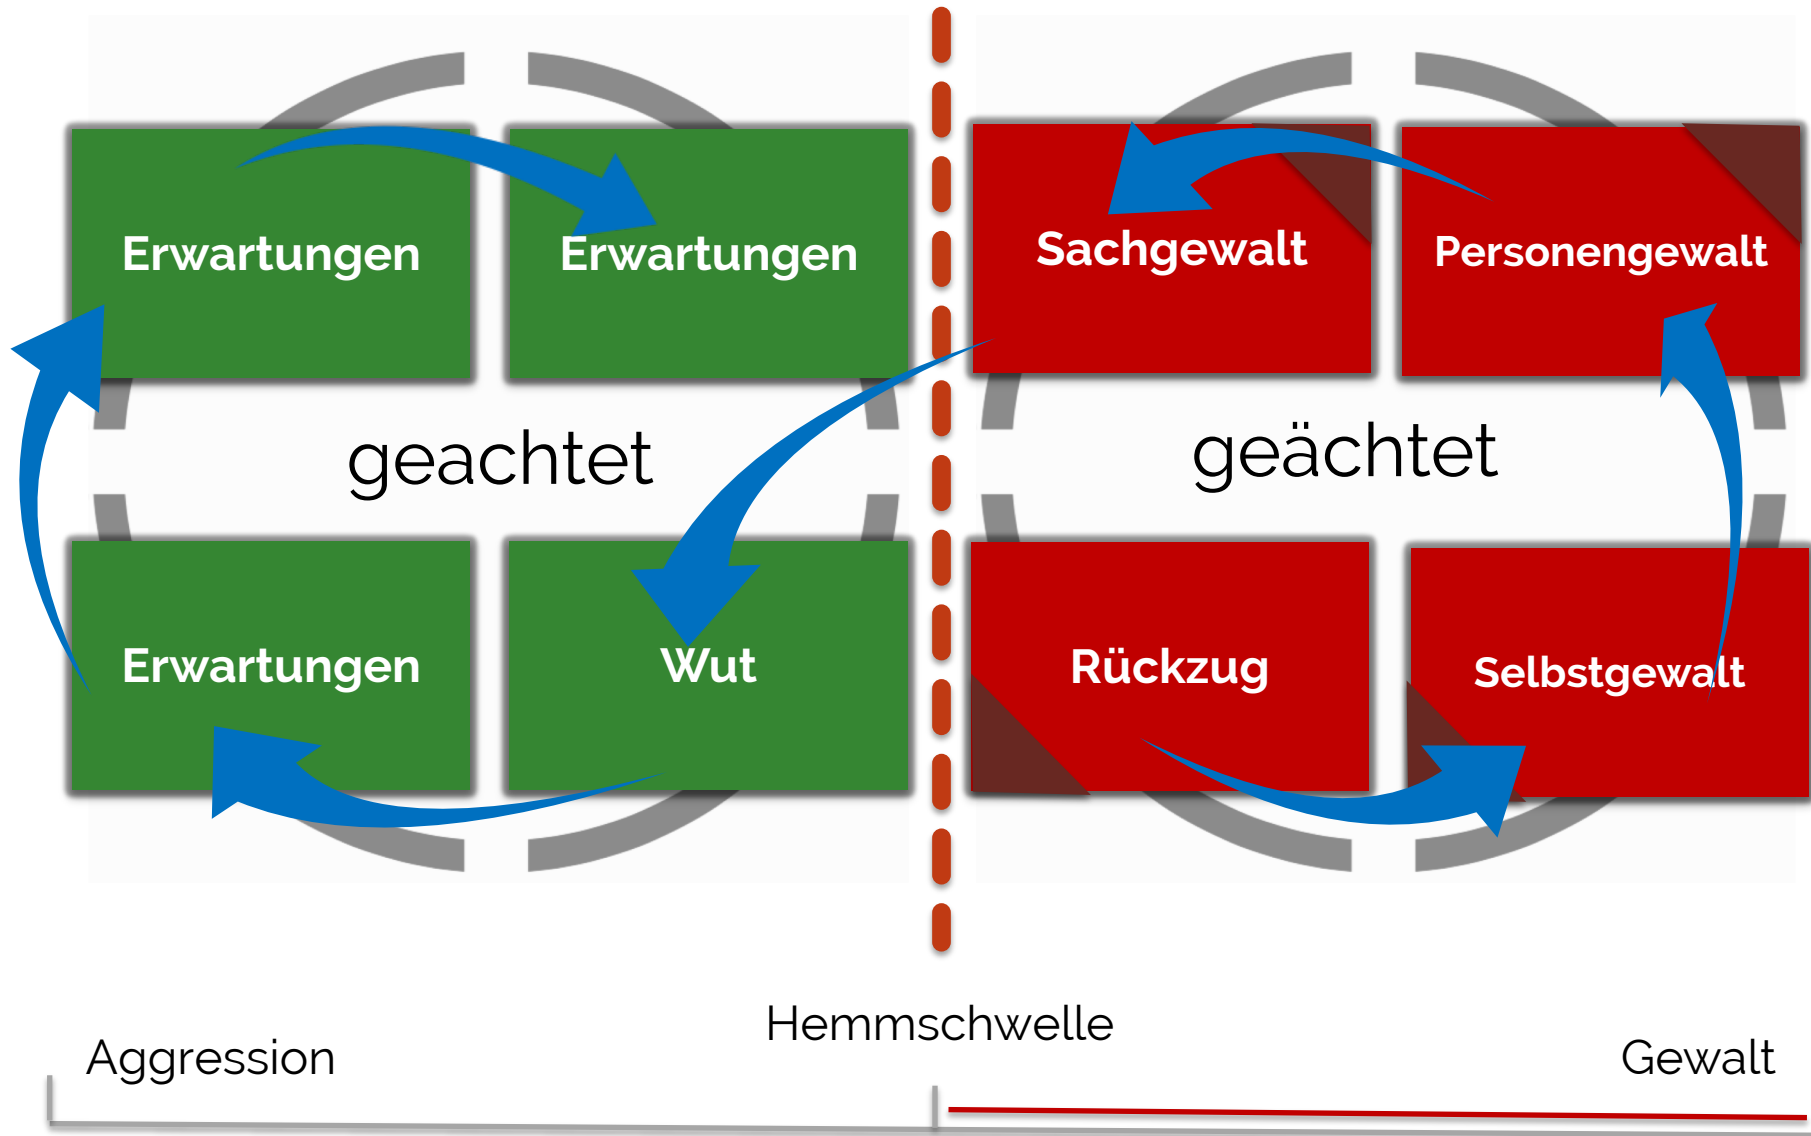 Erwartungen
Erwartungen
Sachgewalt
Personengewalt
geachtet
geächtet
Erwartungen
Wut
Rückzug
Selbstgewalt
Hemmschwelle
Aggression
Gewalt